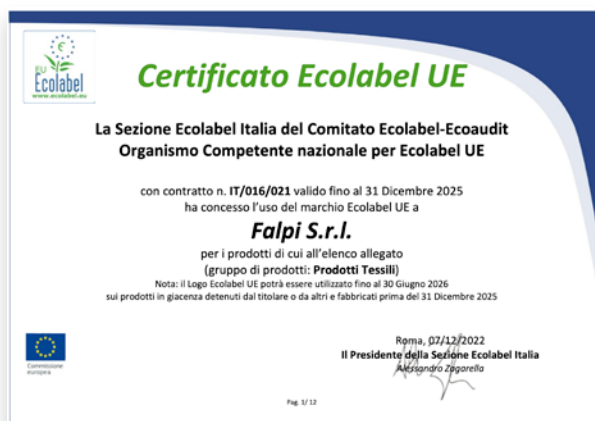 EU
Ecolabel
www.ecolabel.eu
Certificato Ecolabel UE
La Sezione Ecolabel Italia del Comitato Ecolabel-Ecoaudit
Organismo Competente nazionale per Ecolabel UE
con contratto n. IT/016/021 valido fino al 31 Dicembre 2025
ha concesso l'uso del marchio Ecolabel UE a
Falpi S.r.l.
per i prodotti di cui all'elenco allegato
(gruppo di prodotti: Prodotti Tessili)
Nota: il Logo Ecolabel UE potrà essere utilizzato fino al 30 Giugno 2026
sui prodotti in giacenza detenuti dal titolare o da altri e fabbricati prima del 31 Dicembre 2025
Roma, 07/12/2022
Il Presidente della Sezione Ecolabel Italia
Alessandro Zagarella
Commissione
europea
Pag. 1/ 12